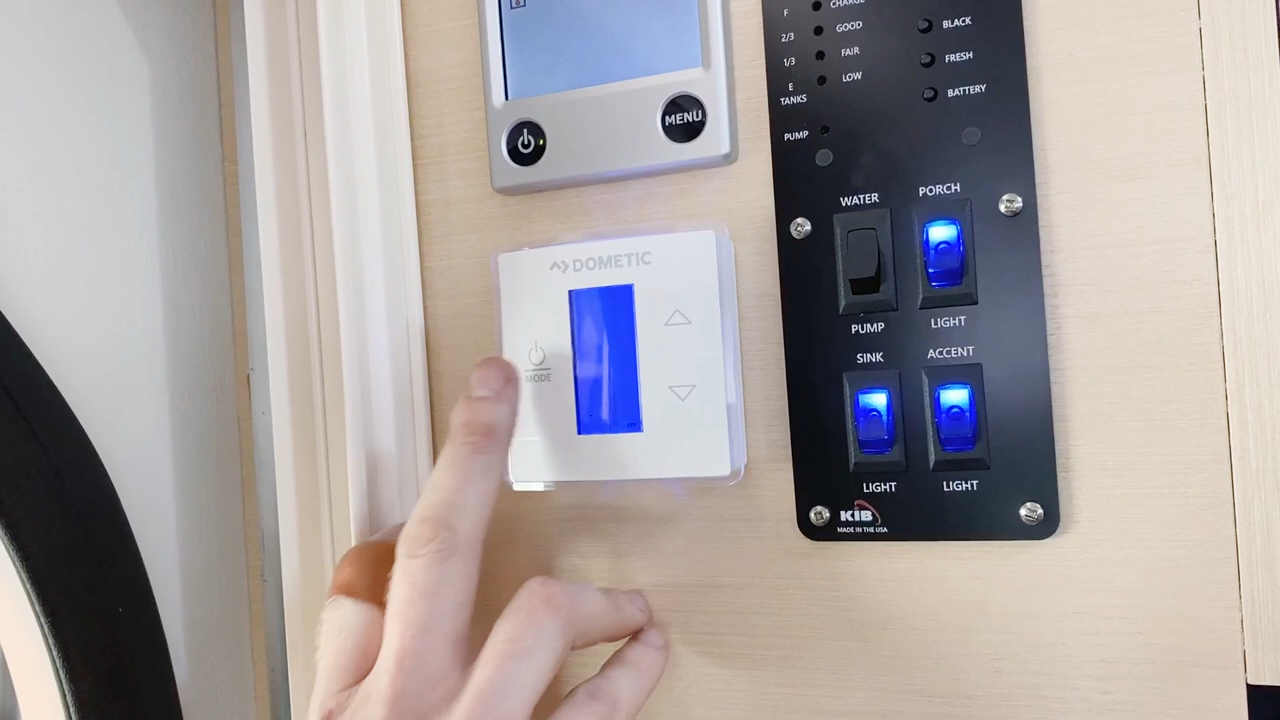 MENU
DOMETIC
MODE
OFF
F
CHARGE
2/3
GOOD
BLACK
1/3
FAIR
FRESH
E
LOW
TANKS
BATTERY
PUMP
WATER
PORCH
PUMP
LIGHT
SINK
ACCENT
LIGHT
LIGHT
KIB
MADE IN THE USA